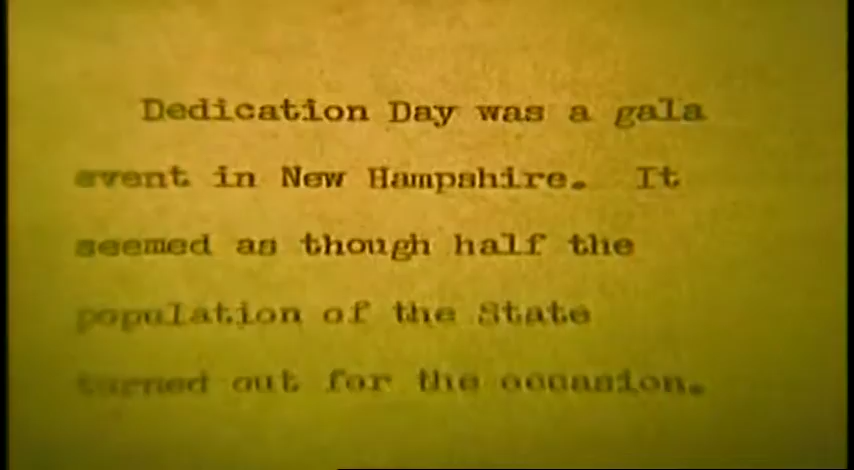 Dedication Day was a gala
event in New Hampshire. It
seemed as though half the
population of the State
turned out for the occasion.